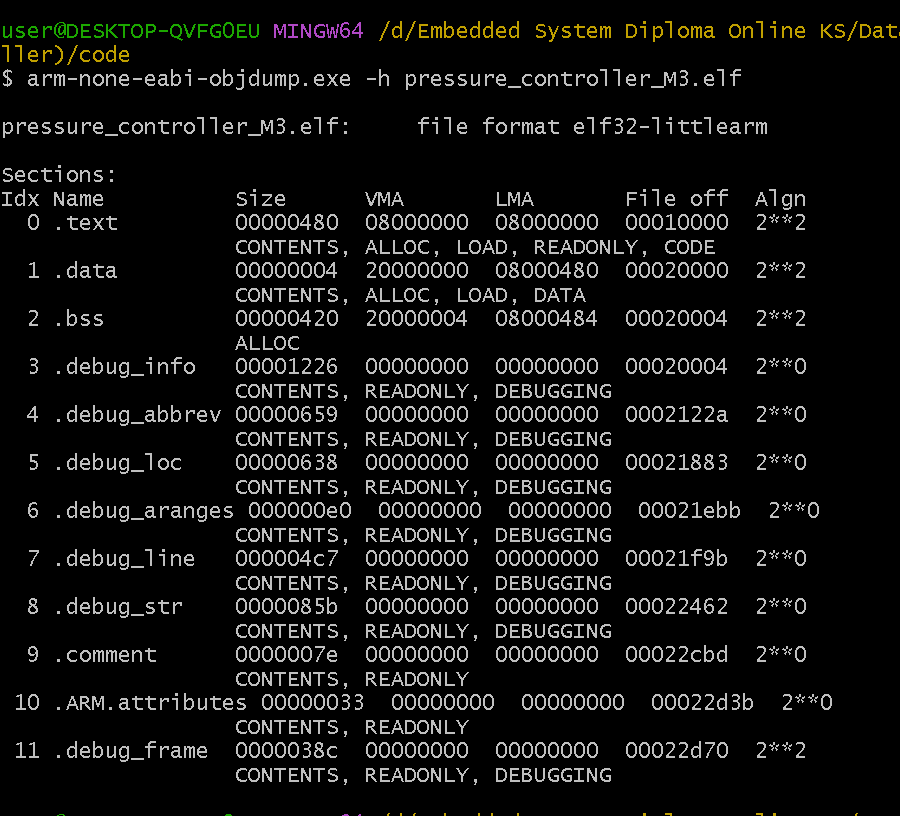 user@DESKTOP-QVFG0EU MINGW64 /d/Embedded System Diploma Online KS/Dat
ller)/code
$ arm-none-eabi-objdump.exe -h pressure_controller_M3.elf
pressure_controller_M3.elf:     file format elf32-littlearm
Sections:
Idx Name          Size      VMA       LMA       File off  Algn
  0 .text         00000480  08000000  08000000  00010000  2**2
                  CONTENTS, ALLOC, LOAD, READONLY, CODE
  1 .data         00000004  20000000  08000480  00020000  2**2
                  CONTENTS, ALLOC, LOAD, DATA
  2 .bss          00000420  20000004  08000484  00020004  2**2
                  ALLOC
  3 .debug_info   00001226  00000000  00000000  00020004  2**0
                  CONTENTS, READONLY, DEBUGGING
  4 .debug_abbrev 00000659  00000000  00000000  0002122a  2**0
                  CONTENTS, READONLY, DEBUGGING
  5 .debug_loc    00000638  00000000  00000000  00021883  2**0
                  CONTENTS, READONLY, DEBUGGING
  6 .debug_aranges 000000e0  00000000  00000000  00021ebb  2**0
                  CONTENTS, READONLY, DEBUGGING
  7 .debug_line   000004c7  00000000  00000000  00021f9b  2**0
                  CONTENTS, READONLY, DEBUGGING
  8 .debug_str    0000085b  00000000  00000000  00022462  2**0
                  CONTENTS, READONLY, DEBUGGING
  9 .comment      0000007e  00000000  00000000  00022cbd  2**0
                  CONTENTS, READONLY
 10 .ARM.attributes 00000033  00000000  00000000  00022d3b  2**0
                  CONTENTS, READONLY
 11 .debug_frame  0000038c  00000000  00000000  00022d70  2**2
                  CONTENTS, READONLY, DEBUGGING